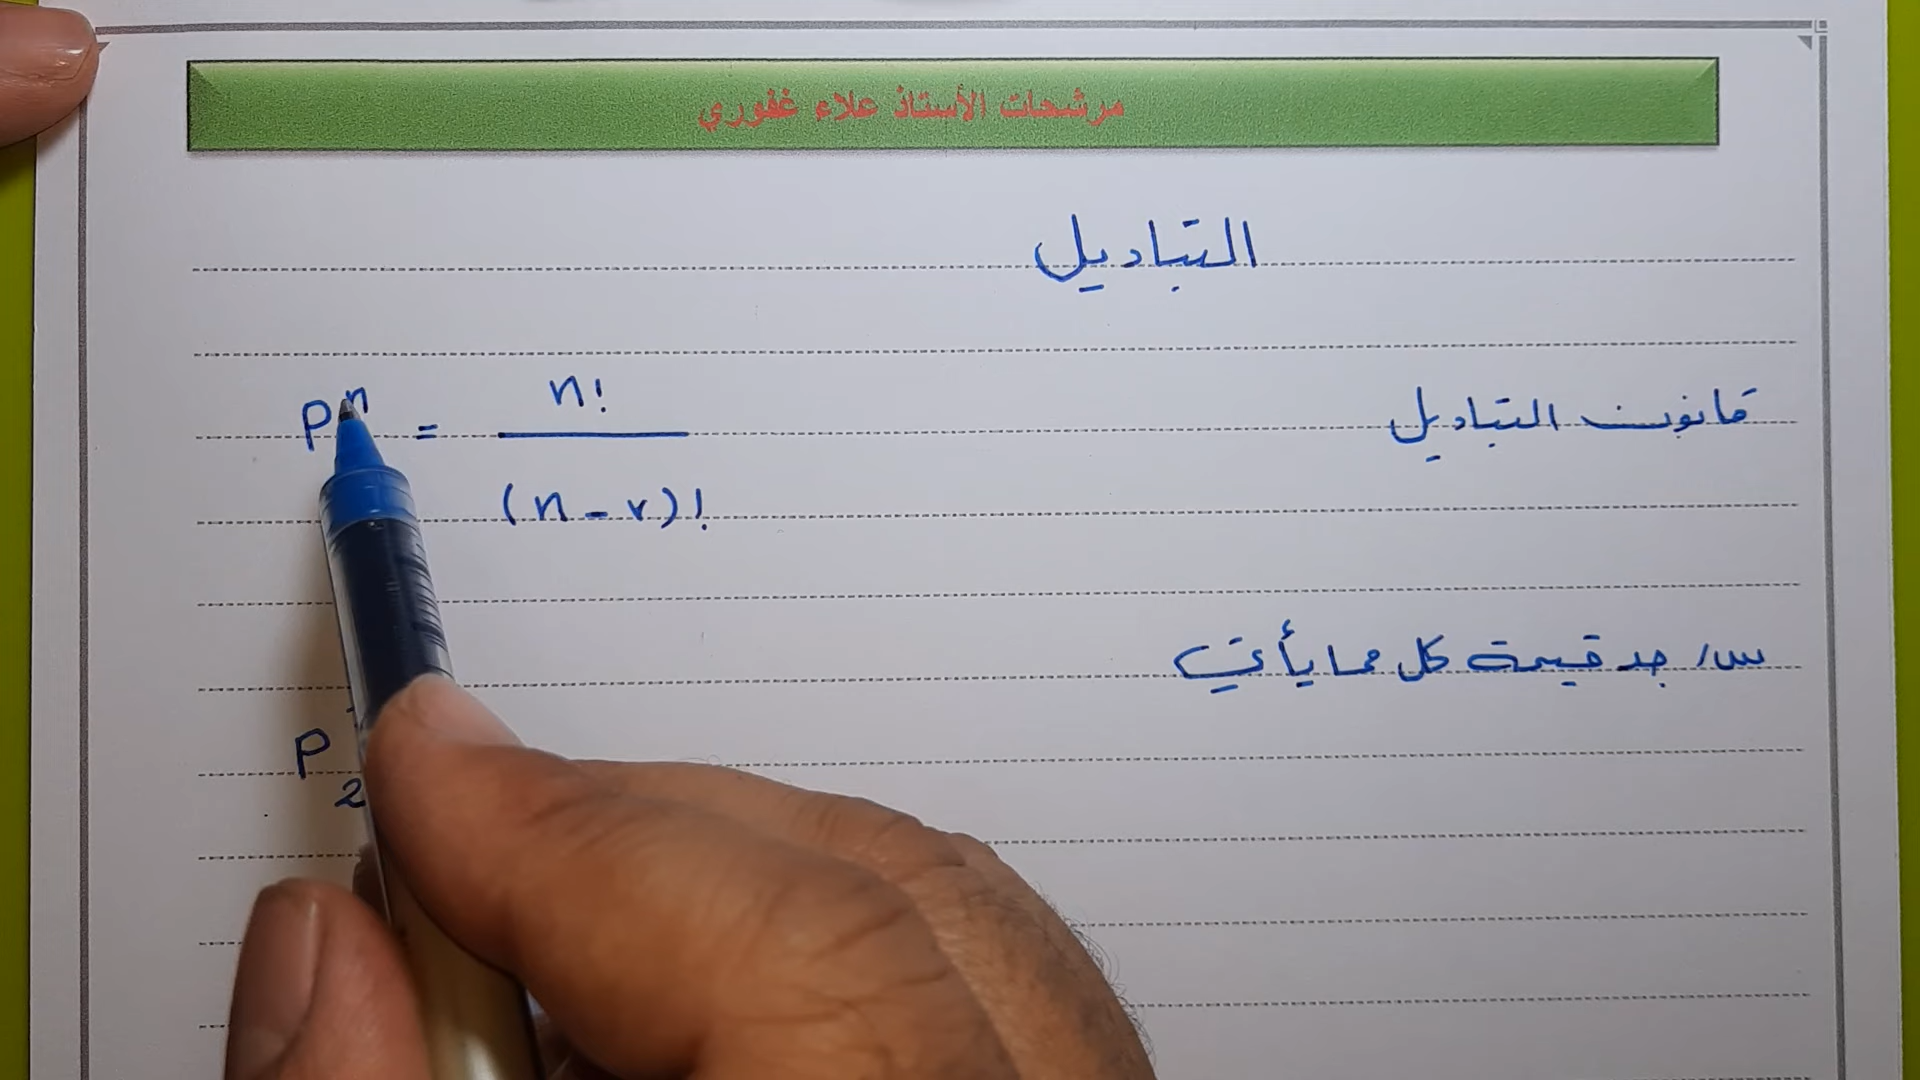 مرشحات الأستاذ علاء غفوري
التباديل
قانون التباديل
P n = n!
(n - r)!
س/ جد قيمة كل مما يأتي
P
2